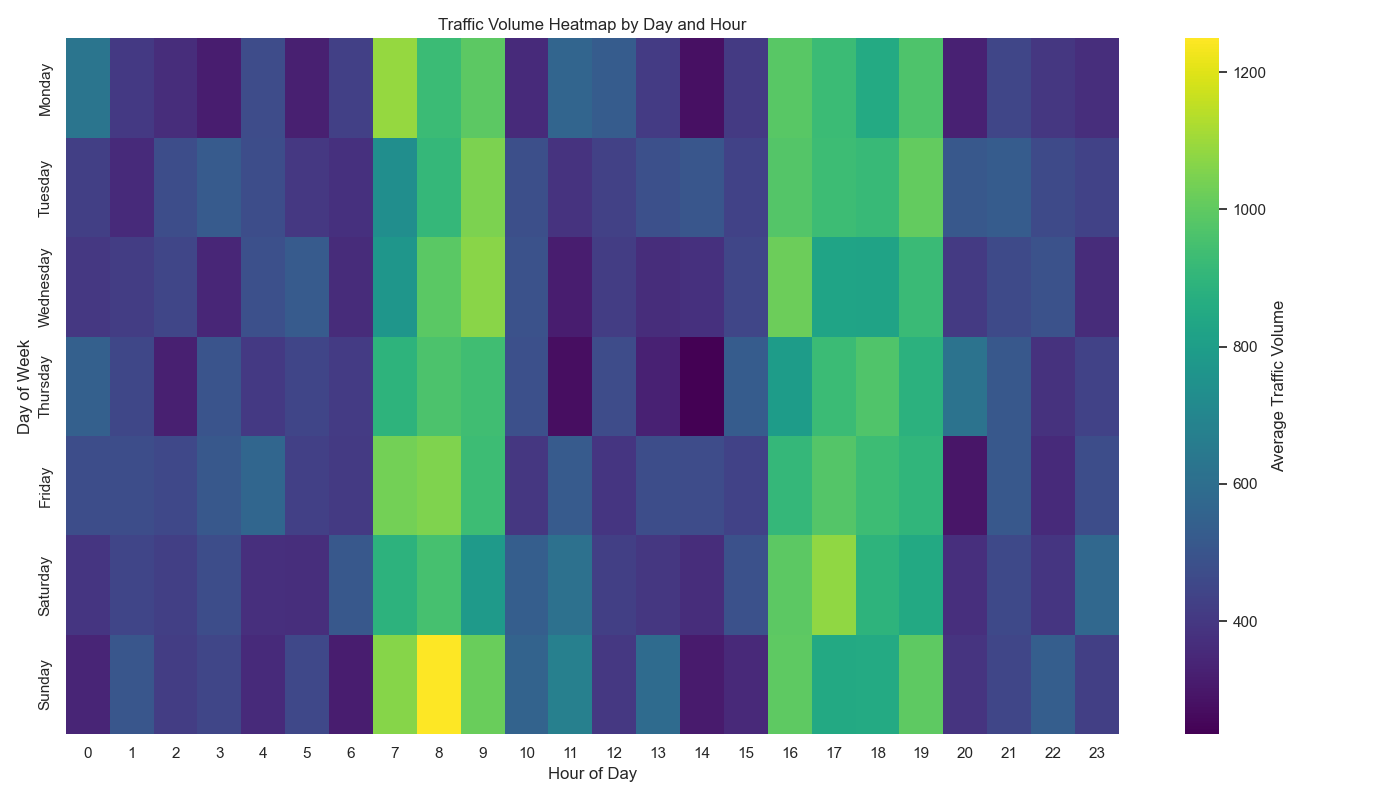 Traffic Volume Heatmap by Day and Hour
Day of Week
Monday
Tuesday
Wednesday
Thursday
Friday
Saturday
Sunday
0 1 2 3 4 5 6 7 8 9 10 11 12 13 14 15 16 17 18 19 20 21 22 23
Hour of Day
1200
1000
800
600
400
Average Traffic Volume